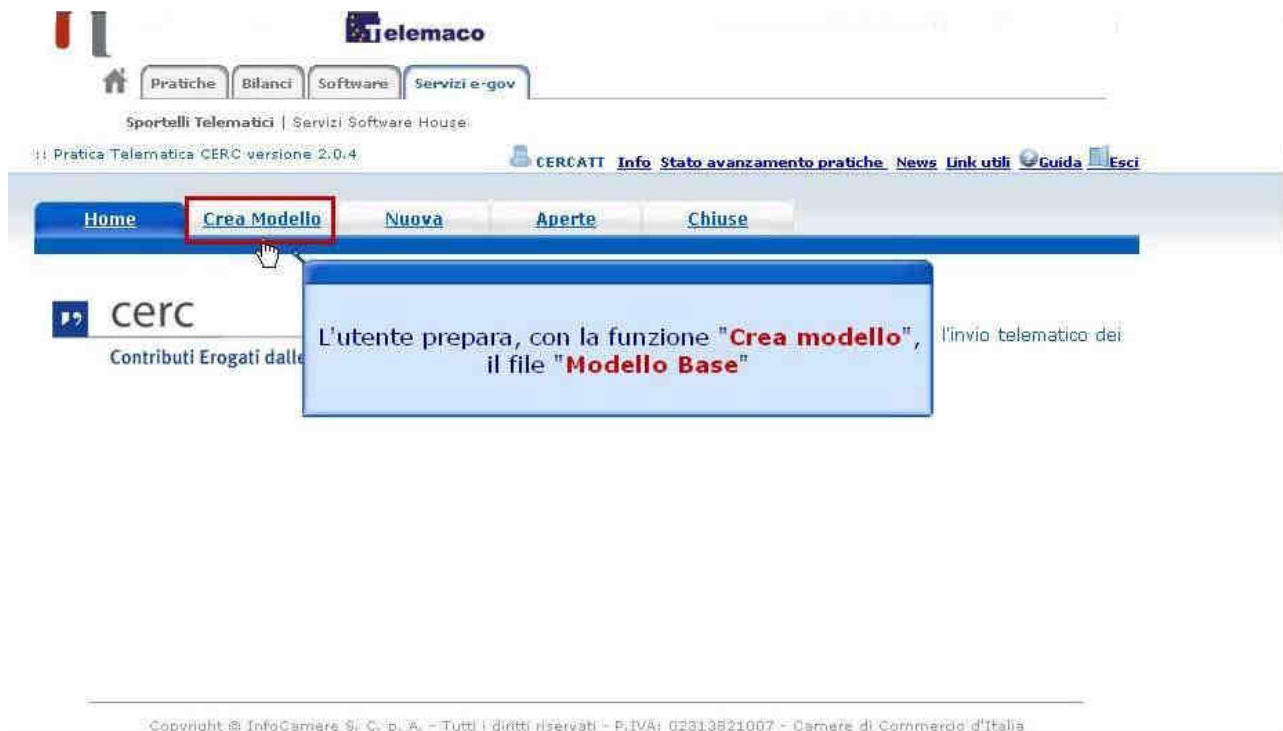 Telemaco
Pratiche Bilanci Software Servizi e-gov
Sportelli Telematici | Servizi Software House
:: Pratica Telematica CERC versione 2.0.4
CERCATT Info Stato avanzamento pratiche News Link utili Guida Esci
Home Crea Modello Nuova Aperte Chiuse
cerc
Contributi Erogati dalle
L'utente prepara, con la funzione "Crea modello",
il file "Modello Base"
l'invio telematico dei
Copyright © InfoCamere S. C. p. A. - Tutti i diritti riservati - P.IVA: 02313821007 - Camere di Commercio d'Italia